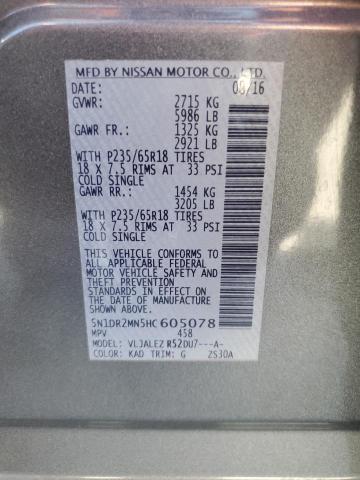 MFD BY NISSAN MOTOR CO., LTD.
DATE: 08/16
GVWR: 2715 KG
5986 LB
GAWR FR.: 1325 KG
2921 LB
WITH P235/65R18 TIRES
18 X 7.5 RIMS AT 33 PSI
COLD SINGLE
GAWR RR.: 1454 KG
3205 LB
WITH P235/65R18 TIRES
18 X 7.5 RIMS AT 33 PSI
COLD SINGLE
THIS VEHICLE CONFORMS TO
ALL APPLICABLE FEDERAL
MOTOR VEHICLE SAFETY AND
THEFT PREVENTION
STANDARDS IN EFFECT ON
THE DATE OF MANUFACTURE
SHOWN ABOVE.
5N1DR2MN5HC605078
MPV 458
MODEL: VLJALEZ R52DU7---A-
COLOR: KAD TRIM: G 2S30A